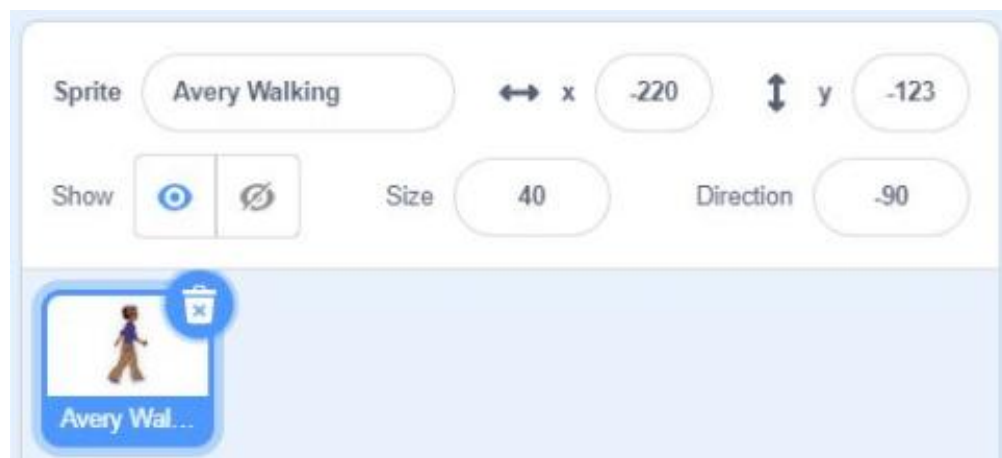 Sprite Avery Walking x -220 y -123
Show Size 40 Direction -90
Avery Wal...